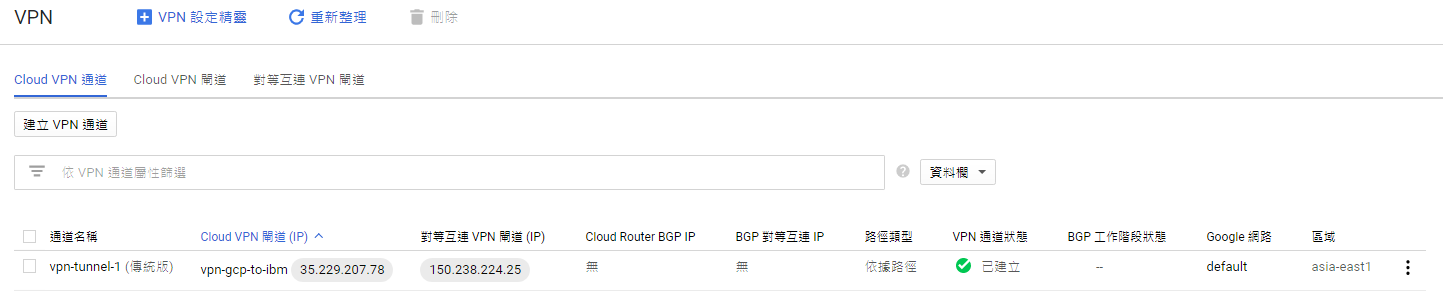 VPN VPN 設定精靈 重新整理 刪除
Cloud VPN 通道 Cloud VPN 閘道 對等互連 VPN 閘道
建立 VPN 通道
依 VPN 通道屬性篩選 ? 資料欄
通道名稱 Cloud VPN 閘道 (IP) 對等互連 VPN 閘道 (IP) Cloud Router BGP IP BGP 對等互連 IP 路徑類型 VPN 通道狀態 BGP 工作階段狀態 Google 網路 區域
vpn-tunnel-1 (傳統版) vpn-gcp-to-ibm 35.229.207.78 150.238.224.25 無 無 依據路徑 已建立 -- default asia-east1